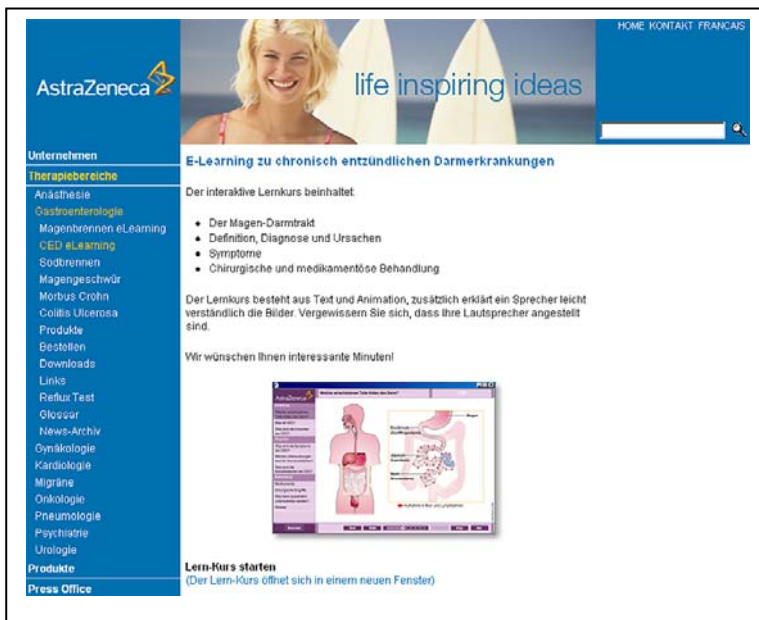 HOME KONTAKT FRANCAIS
AstraZeneca
life inspiring ideas
Unternehmen
Therapiebereiche
Anästhesie
Gastroenterologie
Magenbrennen eLearning
CED eLearning
Sodbrennen
Magengeschwür
Morbus Crohn
Colitis Ulcerosa
Produkte
Bestellen
Downloads
Links
Reflux Test
Glossar
News-Archiv
Gynäkologie
Kardiologie
Migräne
Onkologie
Pneumologie
Psychiatrie
Urologie
Produkte
Press Office
E-Learning zu chronisch entzündlichen Darmerkrankungen
Der interaktive Lernkurs beinhaltet:
Der Magen-Darmtrakt
Definition, Diagnose und Ursachen
Symptome
Chirurgische und medikamentöse Behandlung
Der Lernkurs besteht aus Text und Animation, zusätzlich erklärt ein Sprecher leicht
verständlich die Bilder. Vergewissern Sie sich, dass Ihre Lautsprecher angestellt
sind.
Wir wünschen Ihnen interessante Minuten!
AstraZeneca
Magen
Lern-Kurs starten
(Der Lern-Kurs öffnet sich in einem neuen Fenster)